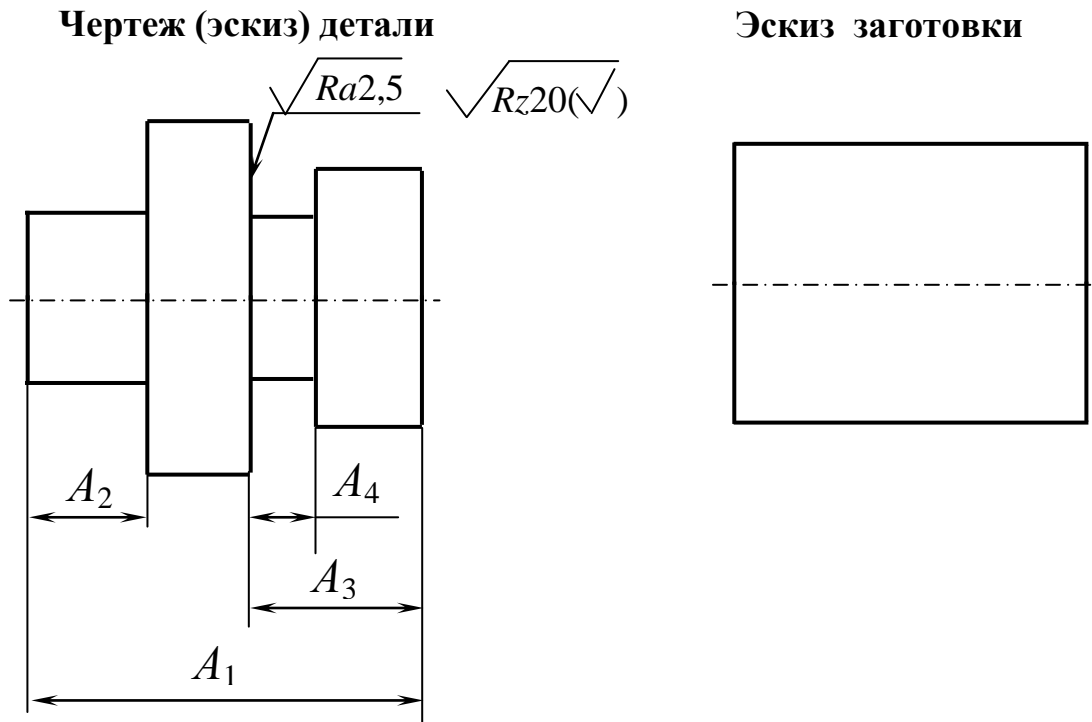 Чертеж (эскиз) детали
Эскиз заготовки
Ra2,5
Rz20(√)
A2
A4
A3
A1